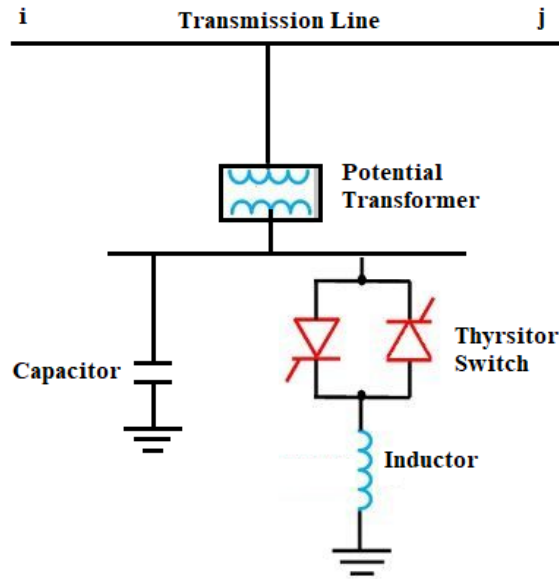 i
Transmission Line
j
Potential
Transformer
Thyrsitor
Switch
Capacitor
Inductor